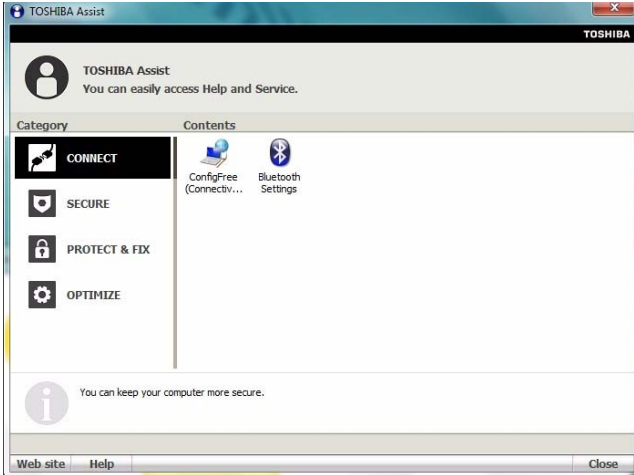 TOSHIBA Assist
TOSHIBA
TOSHIBA Assist
You can easily access Help and Service.
Category
Contents
CONNECT
SECURE
PROTECT & FIX
OPTIMIZE
ConfigFree
(Connectiv...
Bluetooth
Settings
You can keep your computer more secure.
Web site
Help
Close